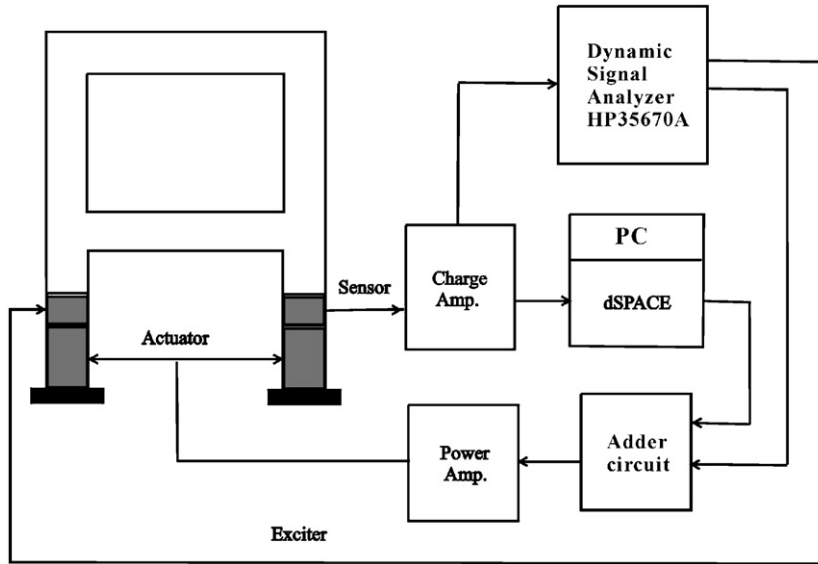 Dynamic
Signal
Analyzer
HP35670A
PC
dSPACE
Charge
Amp.
Sensor
Actuator
Power
Amp.
Adder
circuit
Exciter